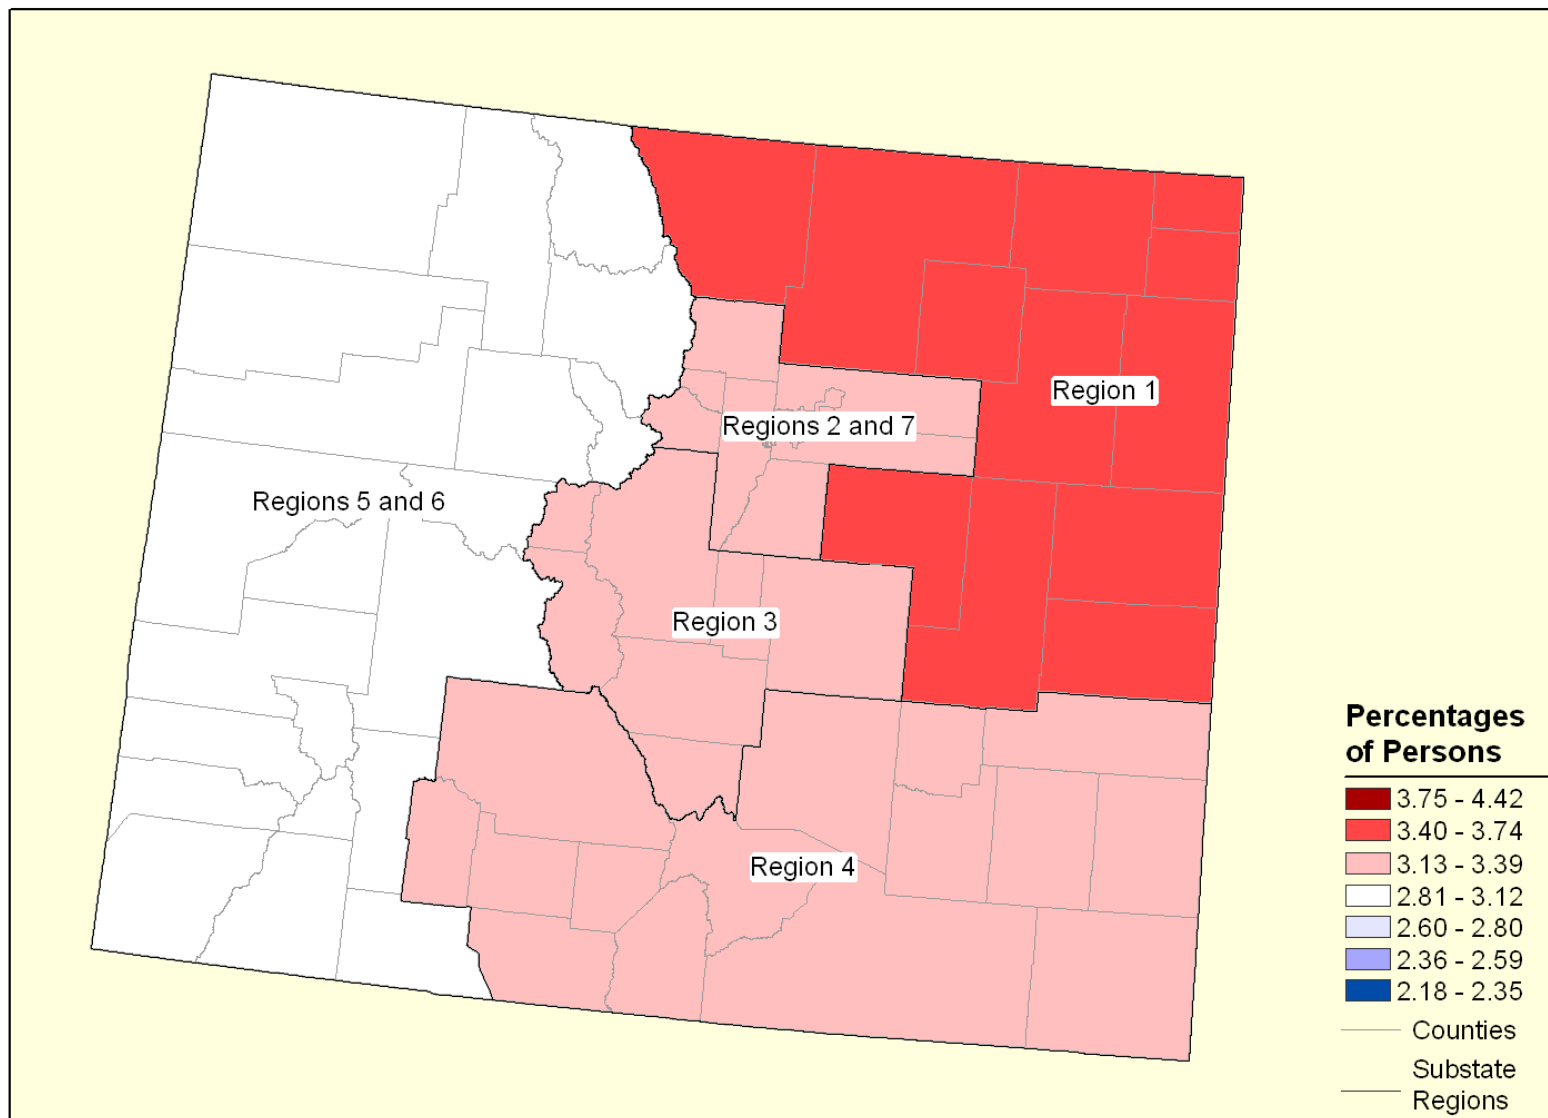 Region 1
Regions 2 and 7
Regions 5 and 6
Region 3
Region 4
Percentages
of Persons
3.75 - 4.42
3.40 - 3.74
3.13 - 3.39
2.81 - 3.12
2.60 - 2.80
2.36 - 2.59
2.18 - 2.35
Counties
Substate
Regions